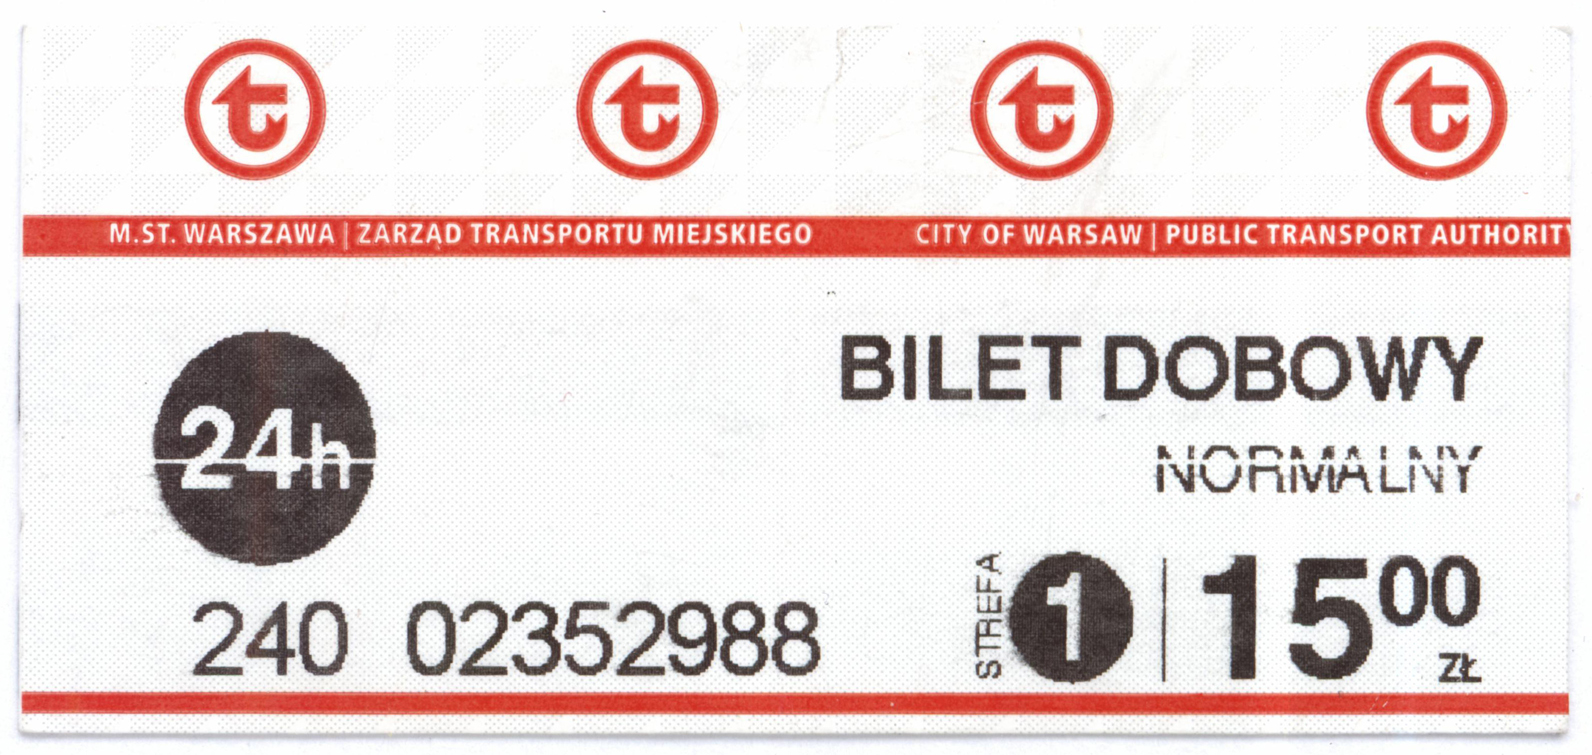 M.ST. WARSZAWA | ZARZĄD TRANSPORTU MIEJSKIEGO CITY OF WARSAW | PUBLIC TRANSPORT AUTHORITY
24h
BILET DOBOWY
NORMALNY
240 02352988
STREFA 1 | 15 00 ZŁ